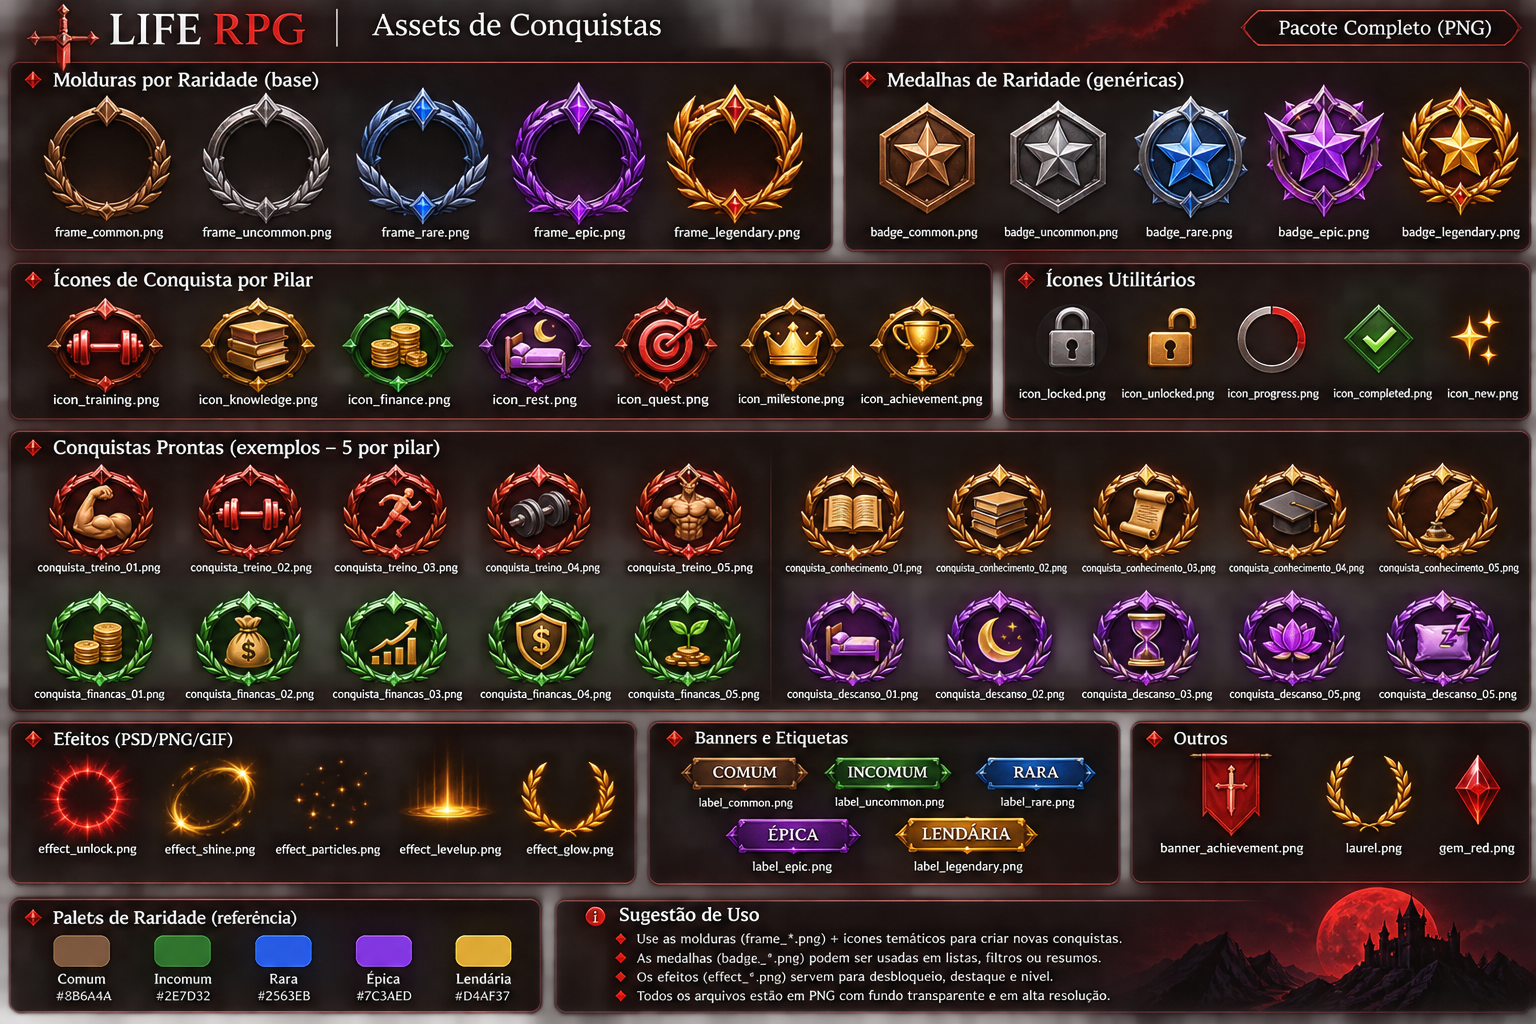 LIFE RPG
Assets de Conquistas
Pacote Completo (PNG)
Molduras por Raridade (base)
frame_common.png
frame_uncommon.png
frame_rare.png
frame_epic.png
frame_legendary.png
Medalhas de Raridade (genéricas)
badge_common.png
badge_uncommon.png
badge_rare.png
badge_epic.png
badge_legendary.png
Ícones de Conquista por Pilar
icon_training.png
icon_knowledge.png
icon_finance.png
icon_rest.png
icon_quest.png
icon_milestone.png
icon_achievement.png
Ícones Utilitários
icon_locked.png
icon_unlocked.png
icon_progress.png
icon_completed.png
icon_new.png
Conquistas Prontas (exemplos – 5 por pilar)
conquista_treino_01.png
conquista_treino_02.png
conquista_treino_03.png
conquista_treino_04.png
conquista_treino_05.png
conquista_conhecimento_01.png
conquista_conhecimento_02.png
conquista_conhecimento_03.png
conquista_conhecimento_04.png
conquista_conhecimento_05.png
$
$
Z Z
conquista_financas_01.png
conquista_financas_02.png
conquista_financas_03.png
conquista_financas_04.png
conquista_financas_05.png
conquista_descanso_01.png
conquista_descanso_02.png
conquista_descanso_03.png
conquista_descanso_05.png
conquista_descanso_05.png
Efeitos (PSD/PNG/GIF)
effect_unlock.png
effect_shine.png
effect_particles.png
effect_levelup.png
effect_glow.png
Banners e Etiquetas
COMUM
INCOMUM
RARA
label_common.png
label_uncommon.png
label_rare.png
ÉPICA
LENDÁRIA
label_epic.png
label_legendary.png
Outros
banner_achievement.png
laurel.png
gem_red.png
Palets de Raridade (referência)
Comum
Incomum
Rara
Épica
Lendária
#8B6A4A
#2E7D32
#2563EB
#7C3AED
#D4AF37
i
Sugestão de Uso
Use as molduras (frame_*.png) + ícones temáticos para criar novas conquistas.
As medalhas (badge._*.png) podem ser usadas em listas, filtros ou resumos.
Os efeitos (effect_*.png) servem para desbloqueio, destaque e nível.
Todos os arquivos estão em PNG com fundo transparente e em alta resolução.